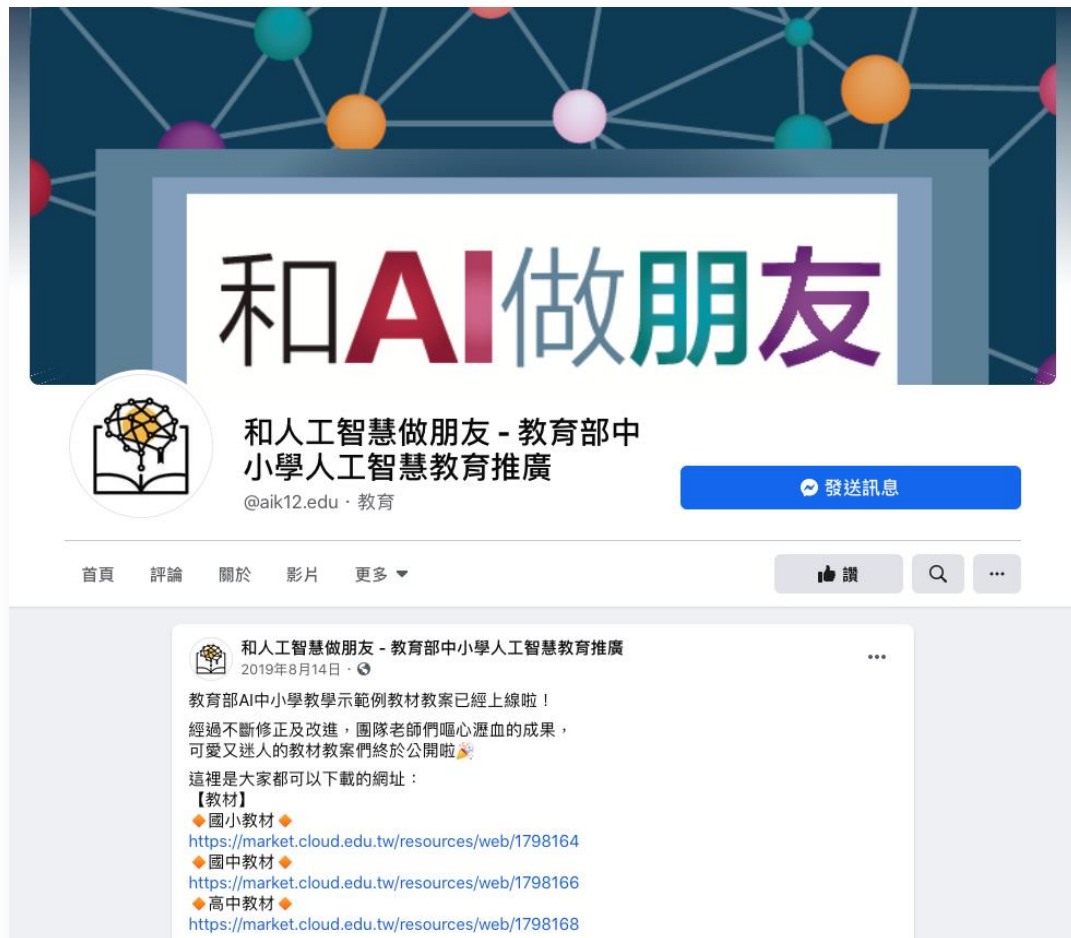 和AI做朋友
和人工智慧做朋友 - 教育部中
小學人工智慧教育推廣
@aik12.edu · 教育
發送訊息
首頁 評論 關於 影片 更多
讚
和人工智慧做朋友 - 教育部中小學人工智慧教育推廣
2019年8月14日 ·
教育部AI中小學教學示範例教材教案已經上線啦！
經過不斷修正及改進，團隊老師們嘔心瀝血的成果，
可愛又迷人的教材教案們終於公開啦🎉
這裡是大家都可以下載的網址：
【教材】
🔶國小教材🔶
https://market.cloud.edu.tw/resources/web/1798164
🔶國中教材🔶
https://market.cloud.edu.tw/resources/web/1798166
🔶高中教材🔶
https://market.cloud.edu.tw/resources/web/1798168